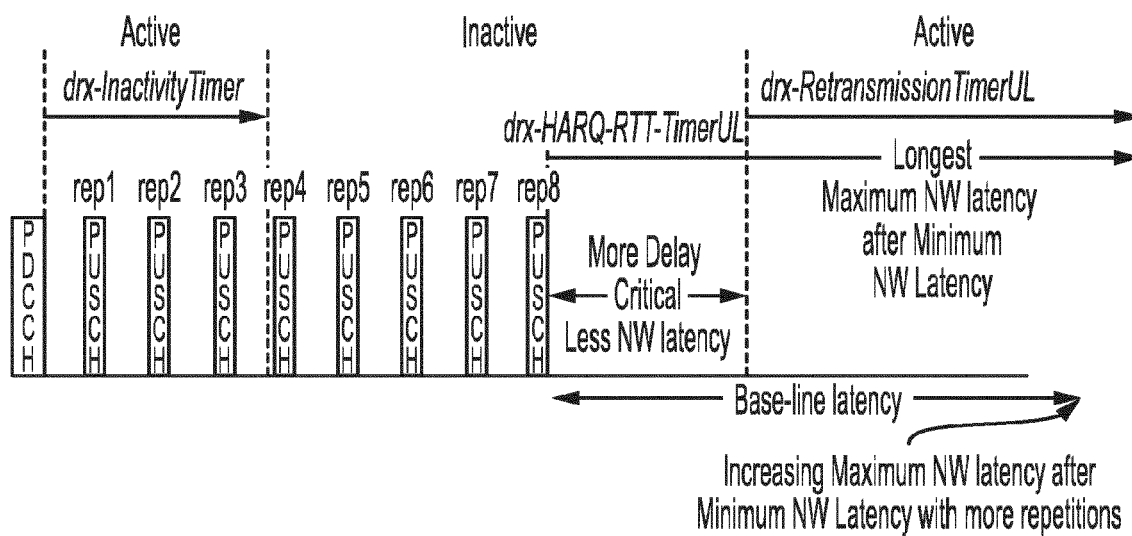 Active
Inactive
Active
drx-InactivityTimer
drx-RetransmissionTimerUL
drx-HARQ-RTT-TimerUL
Longest
Maximum NW latency
after Minimum
NW Latency
rep1 rep2 rep3 rep4 rep5 rep6 rep7 rep8
PDCCH
PUSCH
PUSCH
PUSCH
PUSCH
PUSCH
PUSCH
PUSCH
PUSCH
More Delay
Critical
Less NW latency
Base-line latency
Increasing Maximum NW latency after
Minimum NW Latency with more repetitions